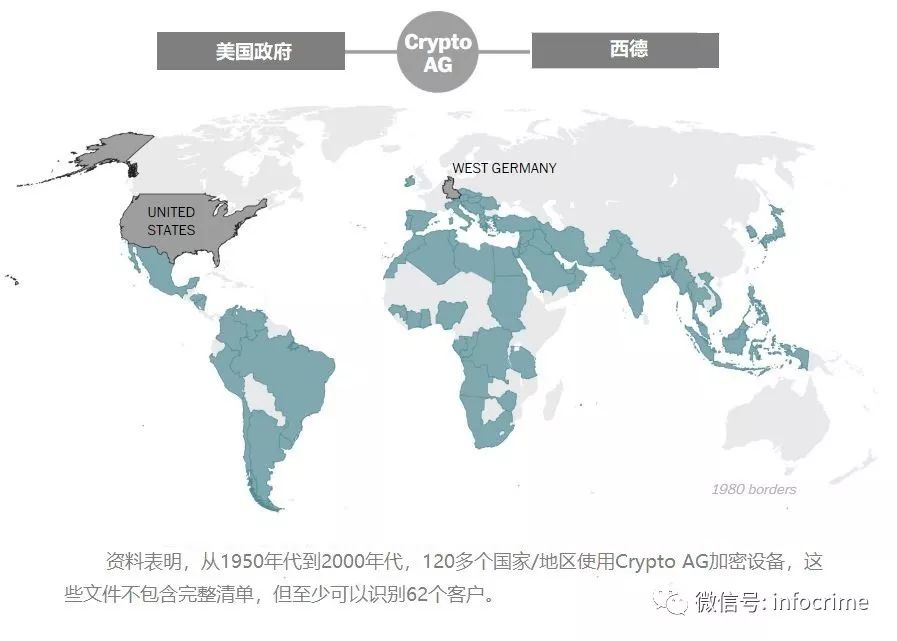 美国政府
Crypto
AG
西德
WEST GERMANY
UNITED
STATES
1980 borders
资料表明，从1950年代到2000年代，120多个国家/地区使用Crypto AG加密设备，这
些文件不包含完整清单，但至少可以识别62个客户。
微信号: infocrime